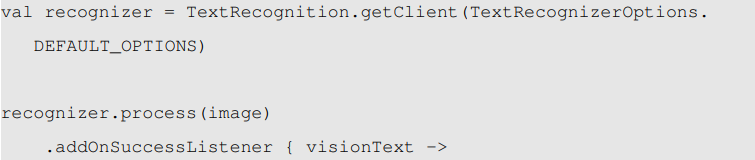 val recognizer = TextRecognition.getClient(TextRecognizerOptions.
DEFAULT_OPTIONS)
recognizer.process(image)
.addOnSuccessListener { visionText ->